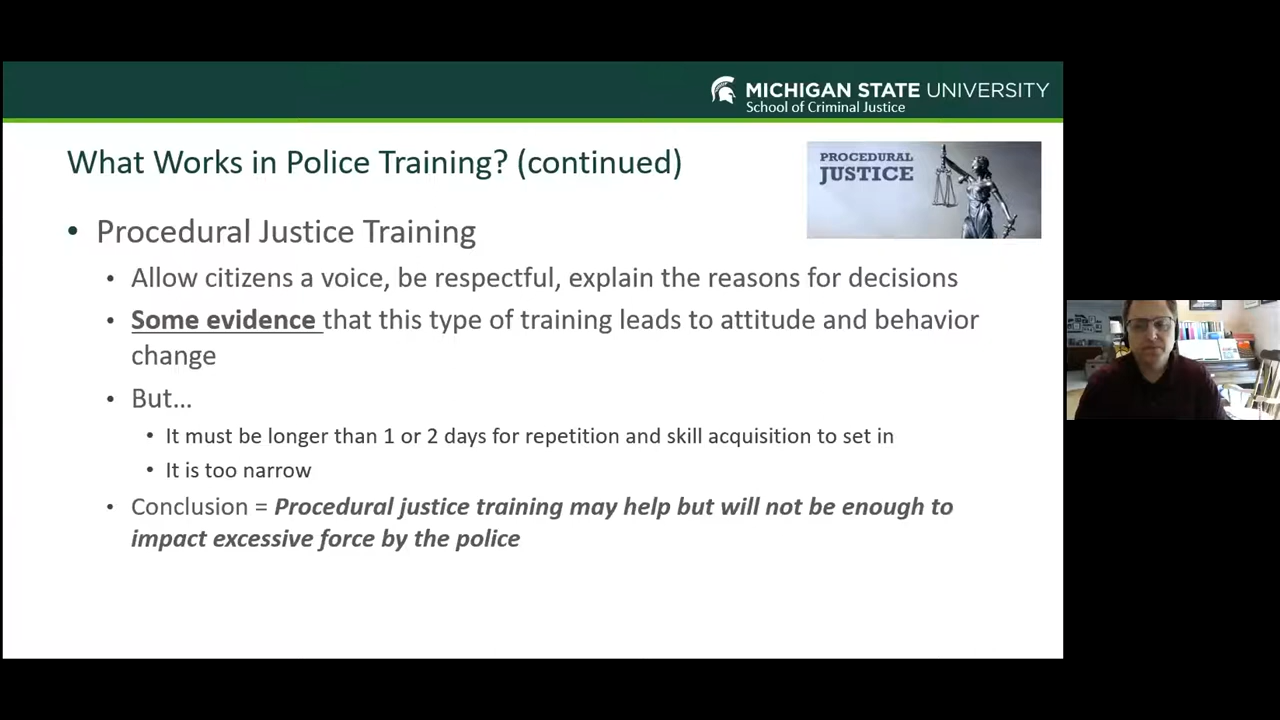 MICHIGAN STATE UNIVERSITY
School of Criminal Justice
What Works in Police Training? (continued)
PROCEDURAL
JUSTICE
• Procedural Justice Training
• Allow citizens a voice, be respectful, explain the reasons for decisions
• Some evidence that this type of training leads to attitude and behavior
change
• But…
• It must be longer than 1 or 2 days for repetition and skill acquisition to set in
• It is too narrow
• Conclusion = Procedural justice training may help but will not be enough to
impact excessive force by the police